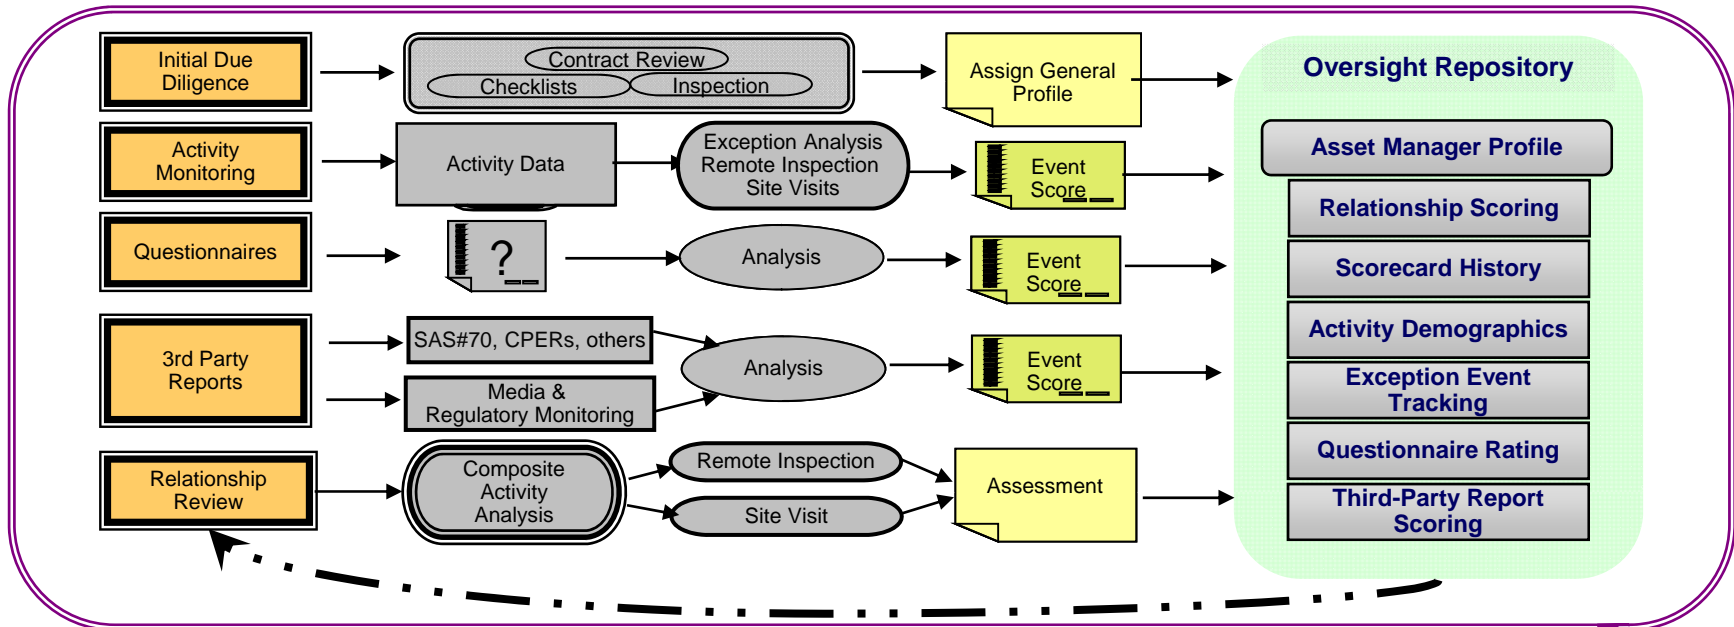 Initial Due
Diligence
Contract Review
Checklists
Inspection
Assign General
Profile
Oversight Repository
Activity
Monitoring
Activity Data
Exception Analysis
Remote Inspection
Site Visits
Event
Score
Asset Manager Profile
Relationship Scoring
Questionnaires
?
Analysis
Event
Score
Scorecard History
3rd Party
Reports
SAS#70, CPERs, others
Media &
Regulatory Monitoring
Analysis
Event
Score
Activity Demographics
Exception Event
Tracking
Relationship
Review
Composite
Activity
Analysis
Remote Inspection
Site Visit
Assessment
Questionnaire Rating
Third-Party Report
Scoring